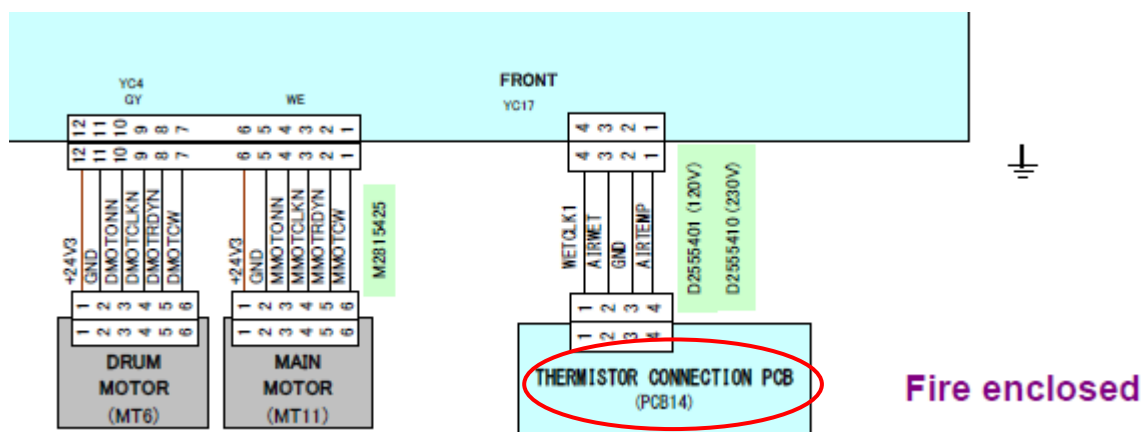 YC4
GY
WE
FRONT
YC17
12 11 10 9 8 7 6 5 4 3 2 1
4 3 2 1
12 11 10 9 8 7 6 5 4 3 2 1
4 3 2 1
+24V3
GND
DMOTONN
DMOTCLKN
DMOTRDYN
DMOTCW
+24V3
GND
MMOTONN
MMOTCLKN
MMOTRDYN
MMOTCW
M2815425
WETCLK1
AIRWET
GND
AIRTEMP
D2555401 (120V)
D2555410 (230V)
1 2 3 4 5 6
1 2 3 4 5 6
1 2 3 4
1 2 3 4 5 6
1 2 3 4 5 6
1 2 3 4
DRUM
MOTOR
(MT6)
MAIN
MOTOR
(MT11)
THERMISTOR CONNECTION PCB
(PCB14)
Fire enclosed